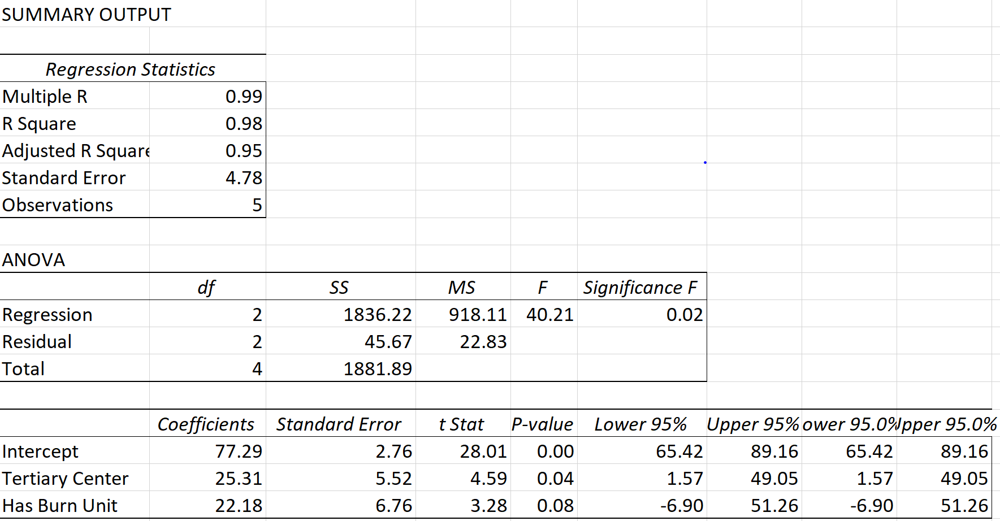 SUMMARY OUTPUT
Regression Statistics
Multiple R 0.99
R Square 0.98
Adjusted R Square 0.95
Standard Error 4.78
Observations 5
ANOVA
df SS MS F Significance F
Regression 2 1836.22 918.11 40.21 0.02
Residual 2 45.67 22.83
Total 4 1881.89
Coefficients Standard Error t Stat P-value Lower 95% Upper 95% ower 95.0% Upper 95.0%
Intercept 77.29 2.76 28.01 0.00 65.42 89.16 65.42 89.16
Tertiary Center 25.31 5.52 4.59 0.04 1.57 49.05 1.57 49.05
Has Burn Unit 22.18 6.76 3.28 0.08 -6.90 51.26 -6.90 51.26